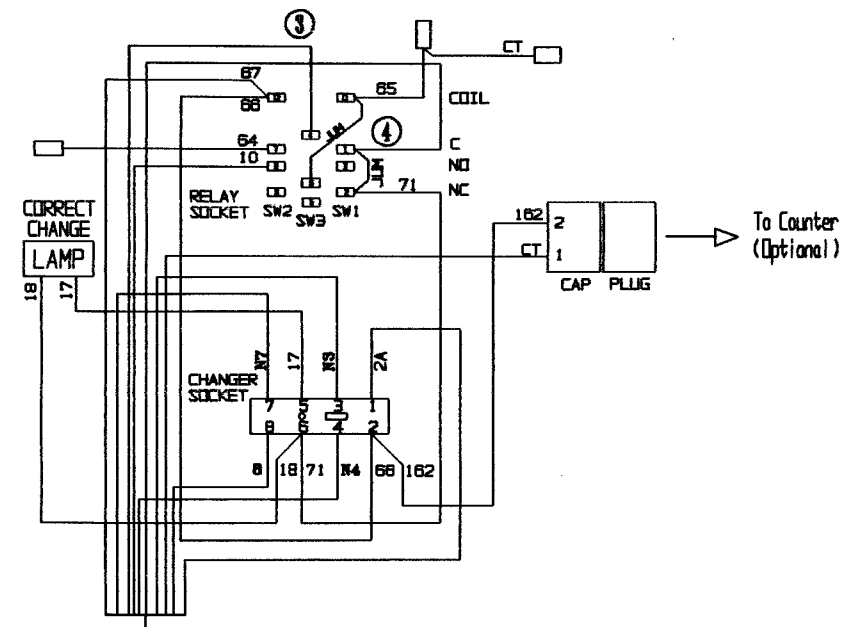 3
CT
67
65
COIL
66
JUM
4
64
C
10
NO
JUM
71
NC
RELAY
SOCKET
SW2
SW3
SW1
CORRECT
CHANGE
LAMP
162
2
To Counter
(Optional)
CT
1
CAP
PLUG
18
17
N7
17
N3
2A
CHANGER
SOCKET
7
5
3
1
8
6
4
2
8
18
71
N4
66
162